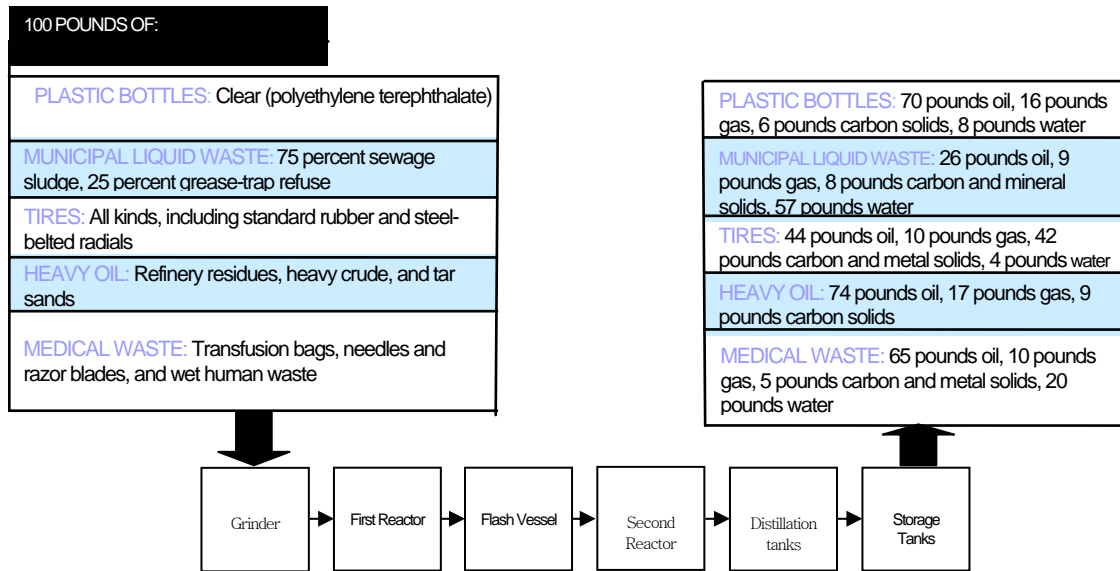 100 POUNDS OF:
PLASTIC BOTTLES: Clear (polyethylene terephthalate)
MUNICIPAL LIQUID WASTE: 75 percent sewage
sludge, 25 percent grease-trap refuse
TIRES: All kinds, including standard rubber and steel-
belted radials
HEAVY OIL: Refinery residues, heavy crude, and tar
sands
MEDICAL WASTE: Transfusion bags, needles and
razor blades, and wet human waste
PLASTIC BOTTLES: 70 pounds oil, 16 pounds
gas, 6 pounds carbon solids, 8 pounds water
MUNICIPAL LIQUID WASTE: 26 pounds oil, 9
pounds gas, 8 pounds carbon and mineral
solids, 57 pounds water
TIRES: 44 pounds oil, 10 pounds gas, 42
pounds carbon and metal solids, 4 pounds water
HEAVY OIL: 74 pounds oil, 17 pounds gas, 9
pounds carbon solids
MEDICAL WASTE: 65 pounds oil, 10 pounds
gas, 5 pounds carbon and metal solids, 20
pounds water
Grinder
First Reactor
Flash Vessel
Second
Reactor
Distillation
tanks
Storage
Tanks